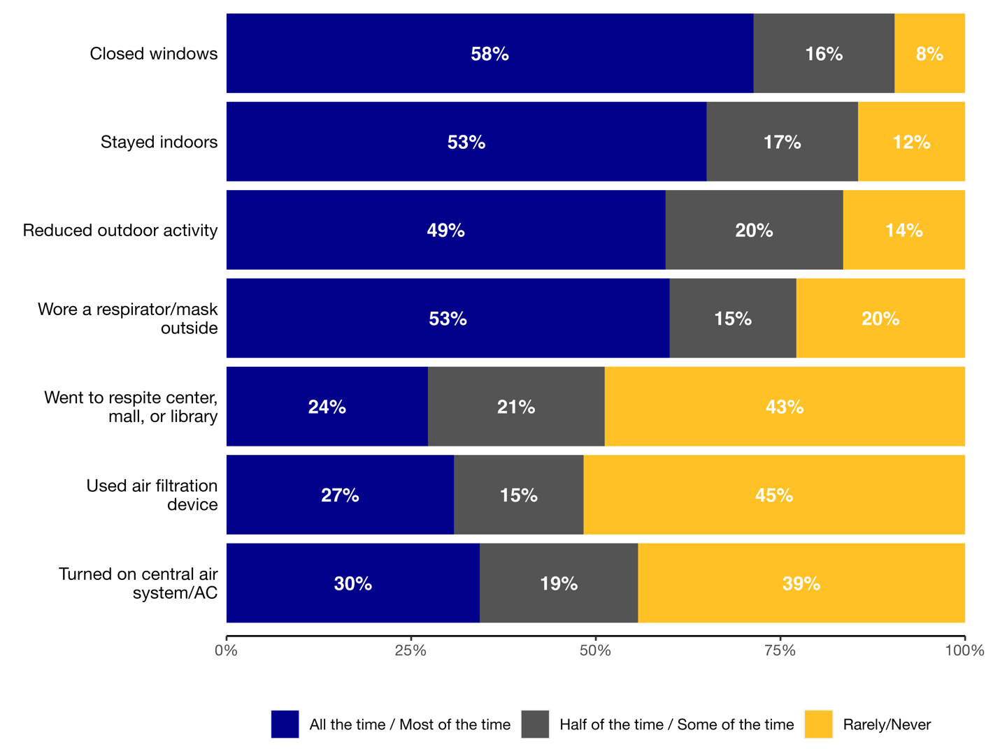 Closed windows
58%
16%
8%
Stayed indoors
53%
17%
12%
Reduced outdoor activity
49%
20%
14%
Wore a respirator/mask
outside
53%
15%
20%
Went to respite center,
mall, or library
24%
21%
43%
Used air filtration
device
27%
15%
45%
Turned on central air
system/AC
30%
19%
39%
0%
25%
50%
75%
100%
All the time / Most of the time
Half of the time / Some of the time
Rarely/Never